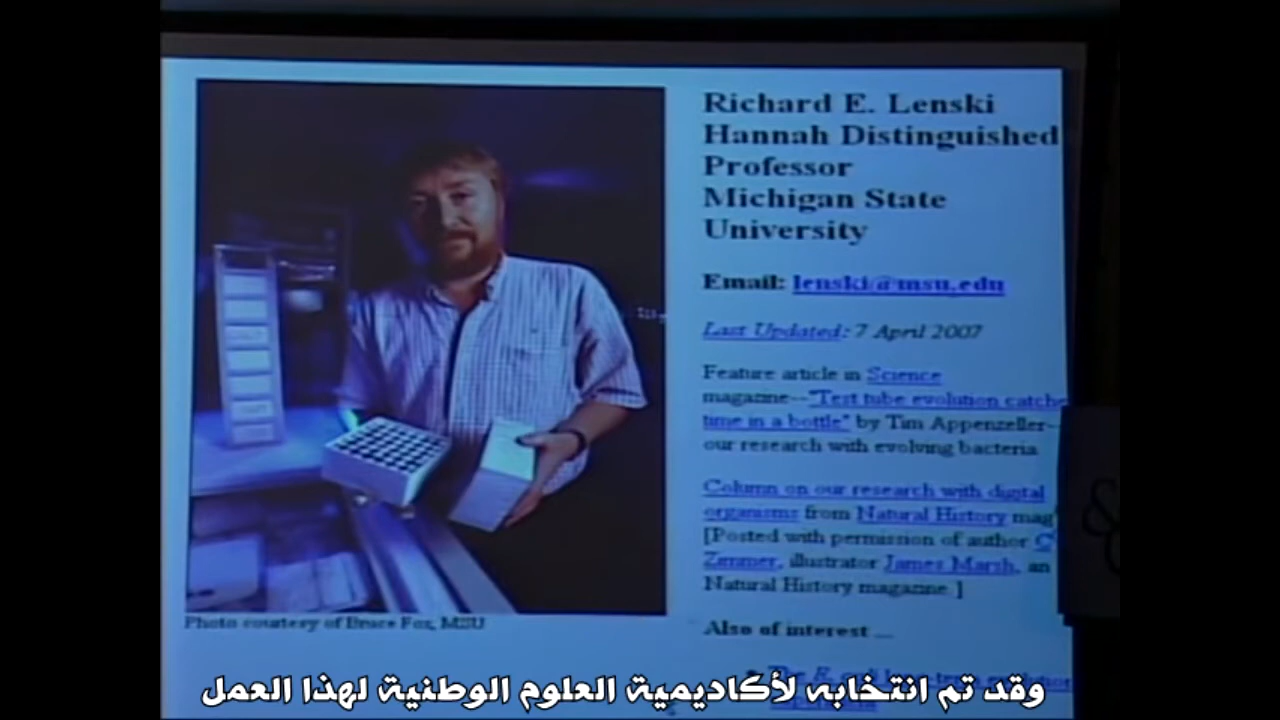 Richard E. Lenski
Hannah Distinguished
Professor
Michigan State
University
Email: lenski@msu.edu
Last Updated: 7 April 2007
Feature article in Science
magazine--"Test tube evolution catches
time in a bottle" by Tim Appenzeller--
our research with evolving bacteria
Column on our research with digital
organisms from Natural History mag
[Posted with permission of author C
Zimmer, illustrator James Marsh, an
Natural History magazine.]
Also of interest ...
The E. coli
Photo courtesy of Bruce Fox, MSU
وقد تم انتخابه لأكاديمية العلوم الوطنية لهذا العمل
&